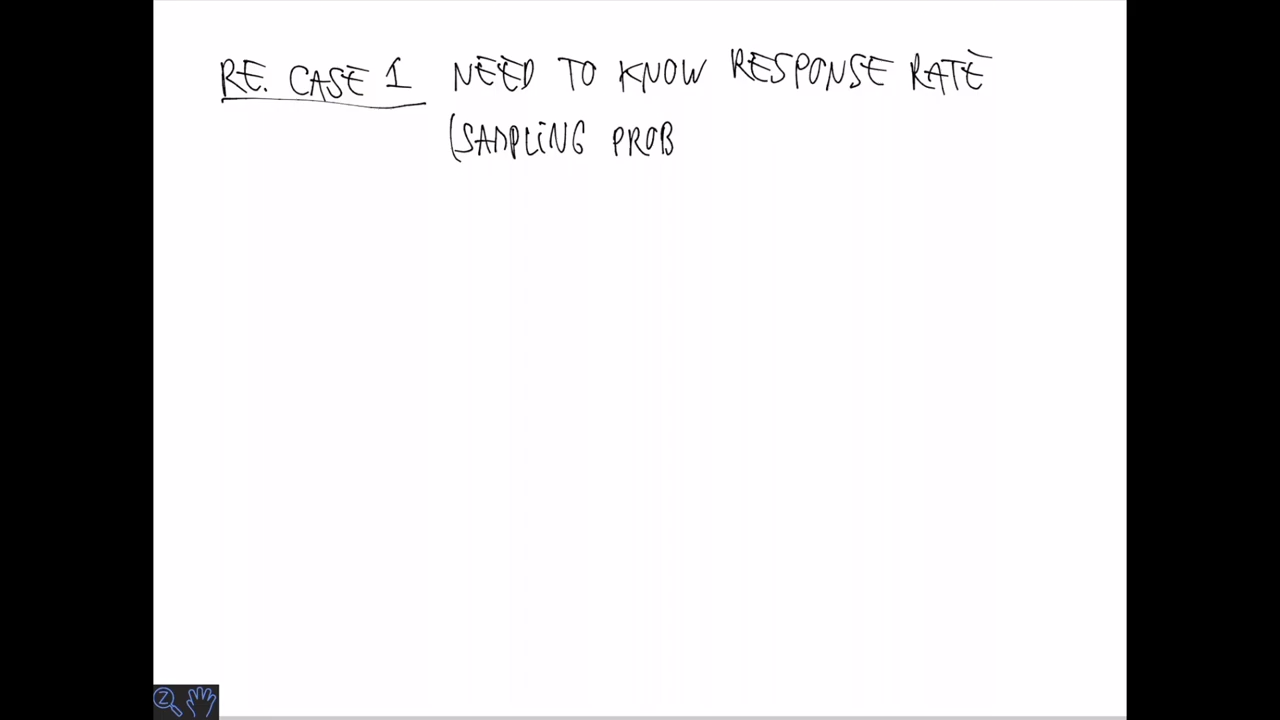 RE. CASE 1 NEED TO KNOW RESPONSE RATE
(SAMPLING PROB